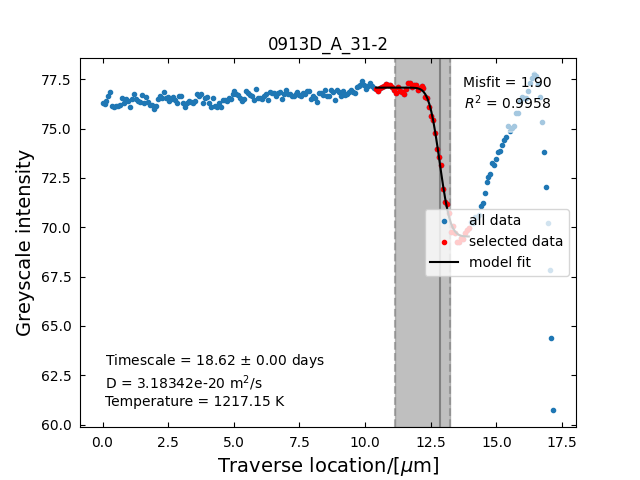 0913D_A_31-2
Misfit = 1.90
R² = 0.9958
77.5
75.0
72.5
70.0
67.5
65.0
62.5
60.0
Greyscale intensity
all data
selected data
model fit
Timescale = 18.62 ± 0.00 days
D = 3.18342e-20 m²/s
Temperature = 1217.15 K
0.0 2.5 5.0 7.5 10.0 12.5 15.0 17.5
Traverse location/[μm]